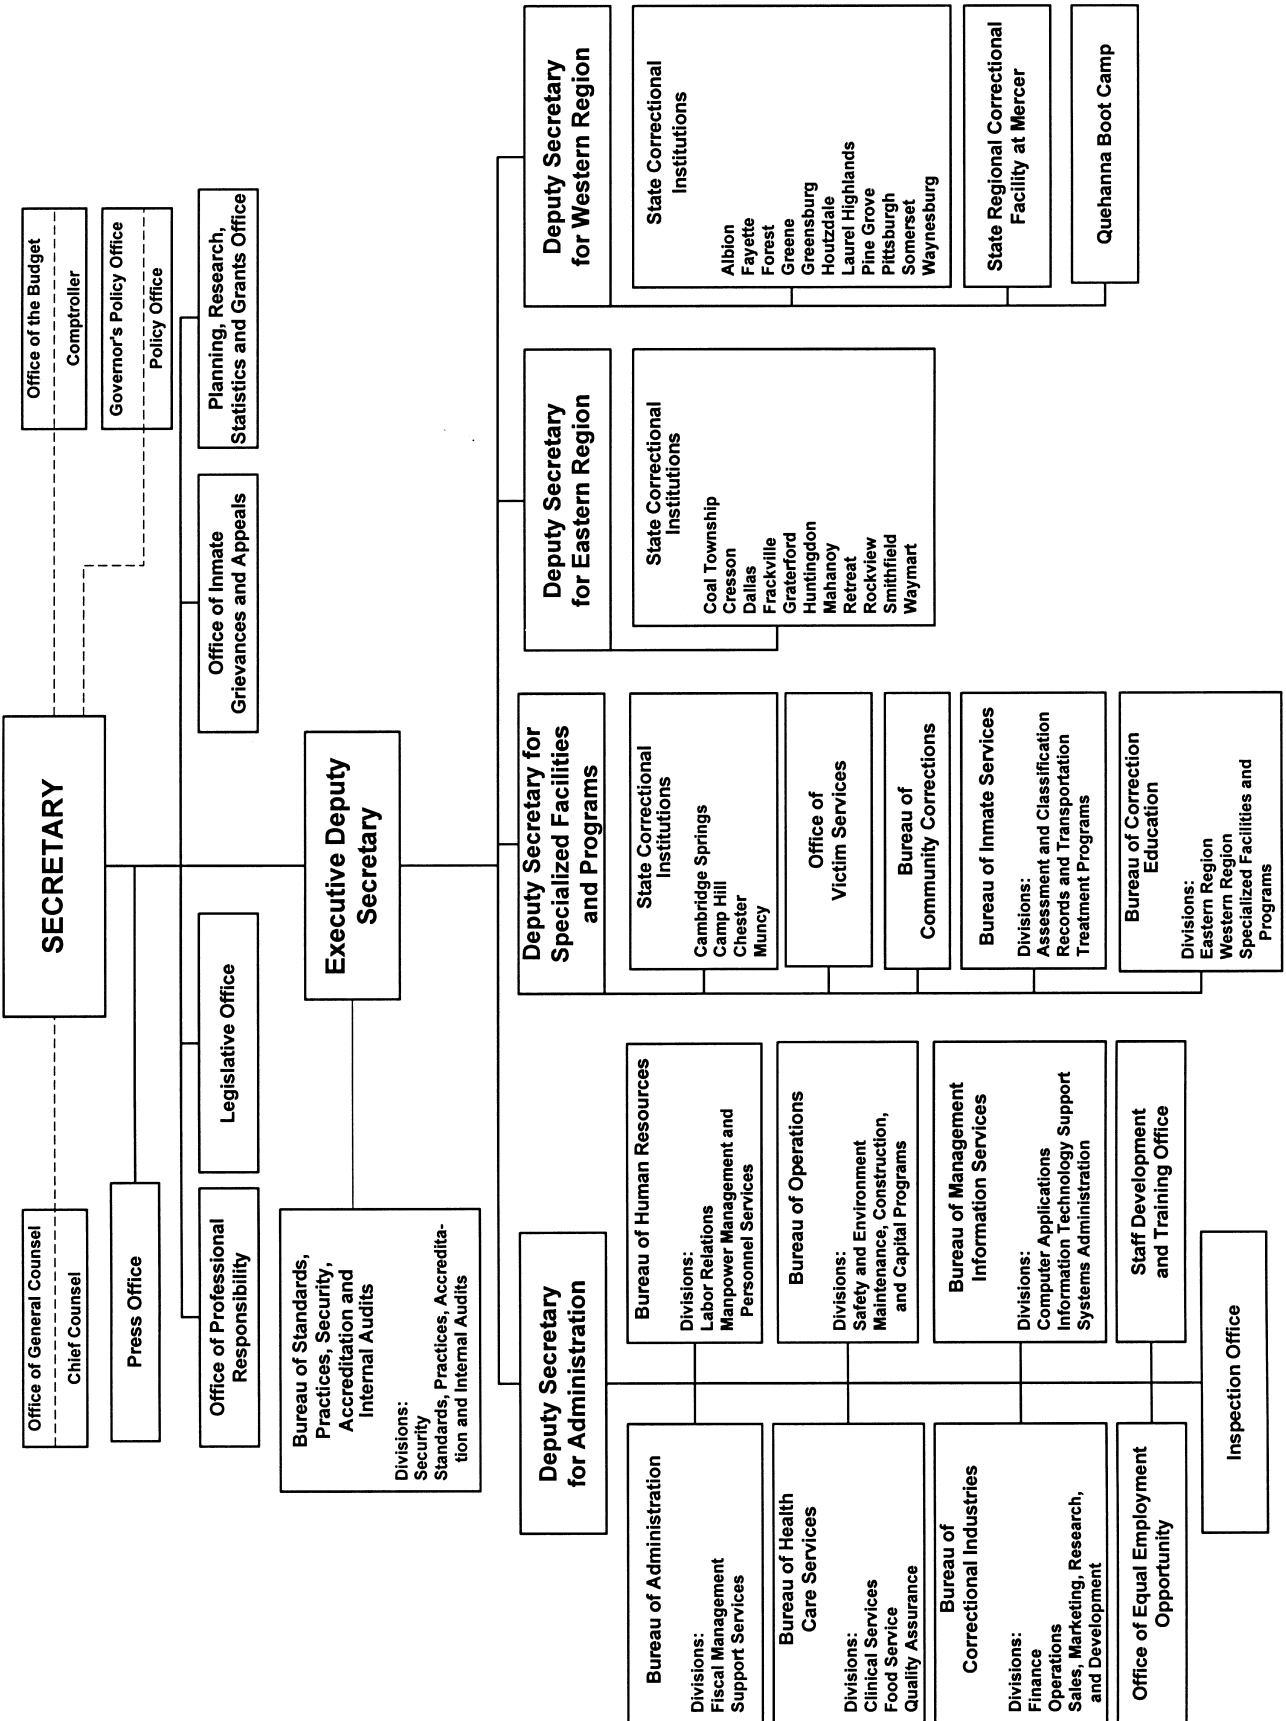 SECRETARY
Office of General Counsel
Chief Counsel
Office of the Budget
Comptroller
Governor's Policy Office
Policy Office
Press Office
Office of Professional
Responsibility
Legislative Office
Office of Inmate
Grievances and Appeals
Planning, Research,
Statistics and Grants Office
Executive Deputy
Secretary
Bureau of Standards,
Practices, Security,
Accreditation and
Internal Audits
Divisions:
Security
Standards, Practices, Accredita-
tion and Internal Audits
Deputy Secretary
for Administration
Bureau of Administration
Divisions:
Fiscal Management
Support Services
Bureau of Human Resources
Divisions:
Labor Relations
Manpower Management and
Personnel Services
Bureau of Health
Care Services
Divisions:
Clinical Services
Food Service
Quality Assurance
Bureau of Operations
Divisions:
Safety and Environment
Maintenance, Construction,
and Capital Programs
Bureau of
Correctional Industries
Divisions:
Finance
Operations
Sales, Marketing, Research,
and Development
Bureau of Management
Information Services
Divisions:
Computer Applications
Information Technology Support
Systems Administration
Office of Equal Employment
Opportunity
Staff Development
and Training Office
Inspection Office
Deputy Secretary for
Specialized Facilities
and Programs
State Correctional
Institutions
Cambridge Springs
Camp Hill
Chester
Muncy
Office of
Victim Services
Bureau of
Community Corrections
Bureau of Inmate Services
Divisions:
Assessment and Classification
Records and Transportation
Treatment Programs
Bureau of Correction
Education
Divisions:
Eastern Region
Western Region
Specialized Facilities and
Programs
Deputy Secretary
for Eastern Region
State Correctional
Institutions
Coal Township
Cresson
Dallas
Frackville
Graterford
Huntingdon
Mahanoy
Retreat
Rockview
Smithfield
Waymart
Deputy Secretary
for Western Region
State Correctional
Institutions
Albion
Fayette
Forest
Greene
Greensburg
Houtzdale
Laurel Highlands
Pine Grove
Pittsburgh
Somerset
Waynesburg
State Regional Correctional
Facility at Mercer
Quehanna Boot Camp